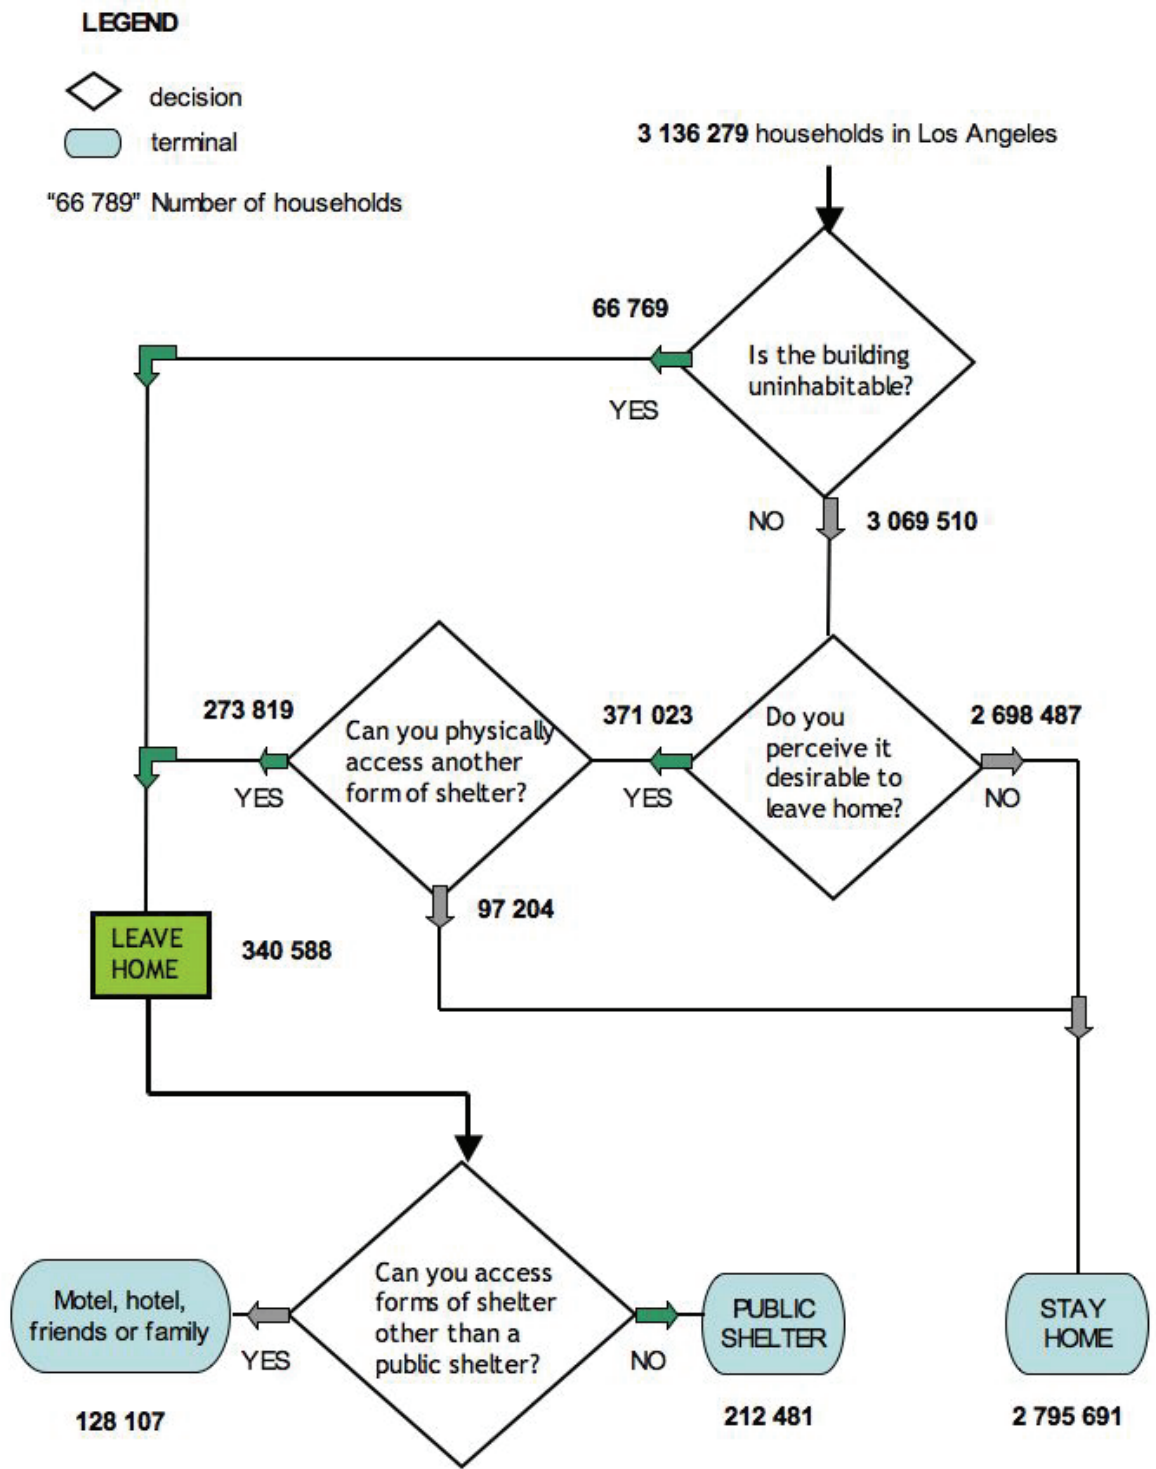 LEGEND
decision
terminal
"66 789" Number of households
3 136 279 households in Los Angeles
66 769
Is the building
uninhabitable?
YES
NO
3 069 510
273 819
Can you physically
access another
form of shelter?
YES
371 023
YES
Do you
perceive it
desirable to
leave home?
2 698 487
NO
97 204
LEAVE
HOME
340 588
Can you access
forms of shelter
other than a
public shelter?
Motel, hotel,
friends or family
YES
128 107
NO
PUBLIC
SHELTER
212 481
STAY
HOME
2 795 691